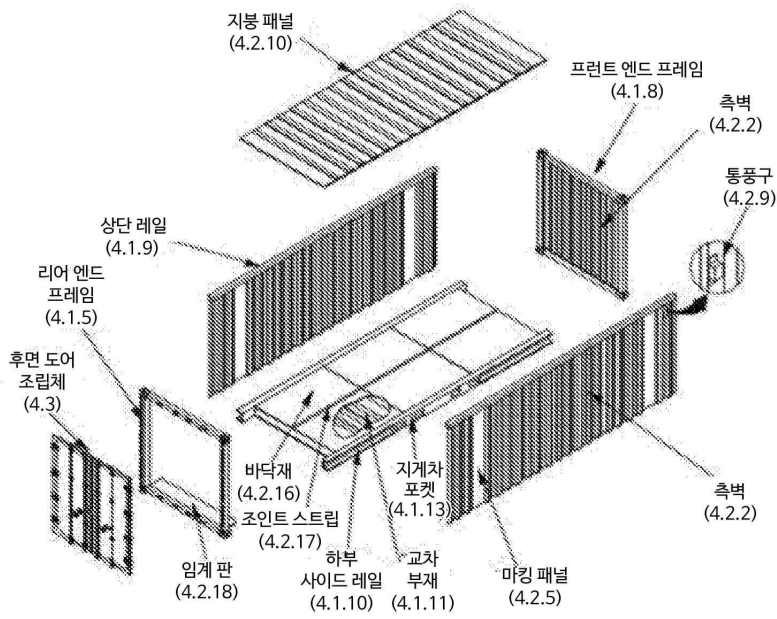 지붕 패널
(4.2.10)
프런트 엔드 프레임
(4.1.8)
측벽
(4.2.2)
통풍구
(4.2.9)
상단 레일
(4.1.9)
리어 엔드
프레임
(4.1.5)
후면 도어
조립체
(4.3)
바닥재
(4.2.16)
조인트 스트립
(4.2.17)
지게차
포켓
(4.1.13)
측벽
(4.2.2)
임계 판
(4.2.18)
하부
사이드 레일
(4.1.10)
교차
부재
(4.1.11)
마킹 패널
(4.2.5)